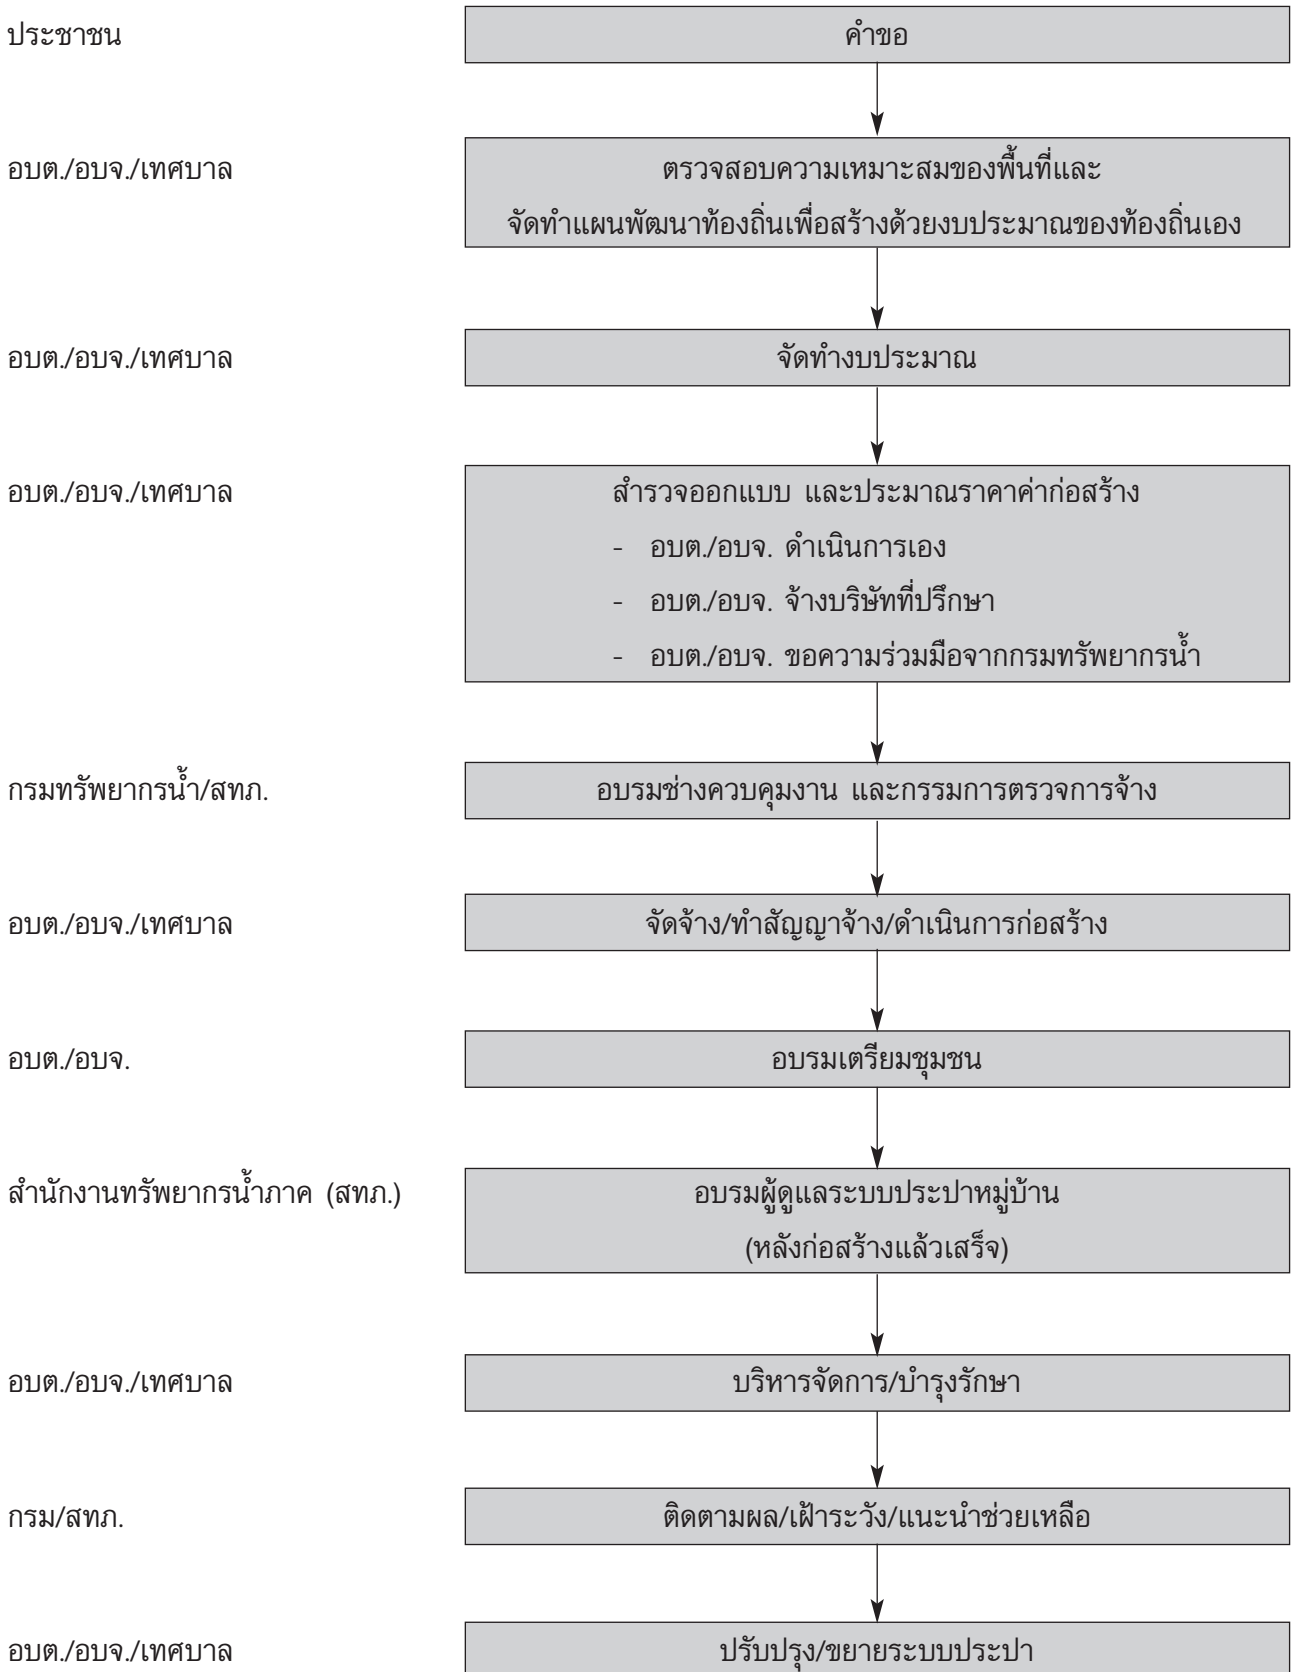 ประชาชน
คำขอ
อบต./อบจ./เทศบาล
ตรวจสอบความเหมาะสมของพื้นที่และ
จัดทำแผนพัฒนาท้องถิ่นเพื่อสร้างด้วยงบประมาณของท้องถิ่นเอง
อบต./อบจ./เทศบาล
จัดทำงบประมาณ
อบต./อบจ./เทศบาล
สำรวจออกแบบ และประมาณราคาค่าก่อสร้าง
- อบต./อบจ. ดำเนินการเอง
- อบต./อบจ. จ้างบริษัทที่ปรึกษา
- อบต./อบจ. ขอความร่วมมือจากกรมทรัพยากรน้ำ
กรมทรัพยากรน้ำ/สทภ.
อบรมช่างควบคุมงาน และกรรมการตรวจการจ้าง
อบต./อบจ./เทศบาล
จัดจ้าง/ทำสัญญาจ้าง/ดำเนินการก่อสร้าง
อบต./อบจ.
อบรมเตรียมชุมชน
สำนักงานทรัพยากรน้ำภาค (สทภ.)
อบรมผู้ดูแลระบบประปาหมู่บ้าน
(หลังก่อสร้างแล้วเสร็จ)
อบต./อบจ./เทศบาล
บริหารจัดการ/บำรุงรักษา
กรม/สทภ.
ติดตามผล/เฝ้าระวัง/แนะนำช่วยเหลือ
อบต./อบจ./เทศบาล
ปรับปรุง/ขยายระบบประปา